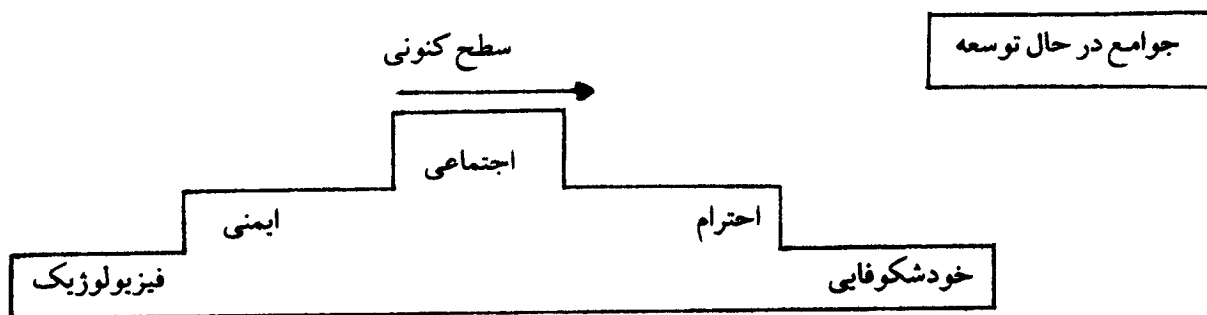 جوامع در حال توسعه
سطح کنونی
اجتماعی
احترام
ایمنی
خودشکوفایی
فیزیولوژیک